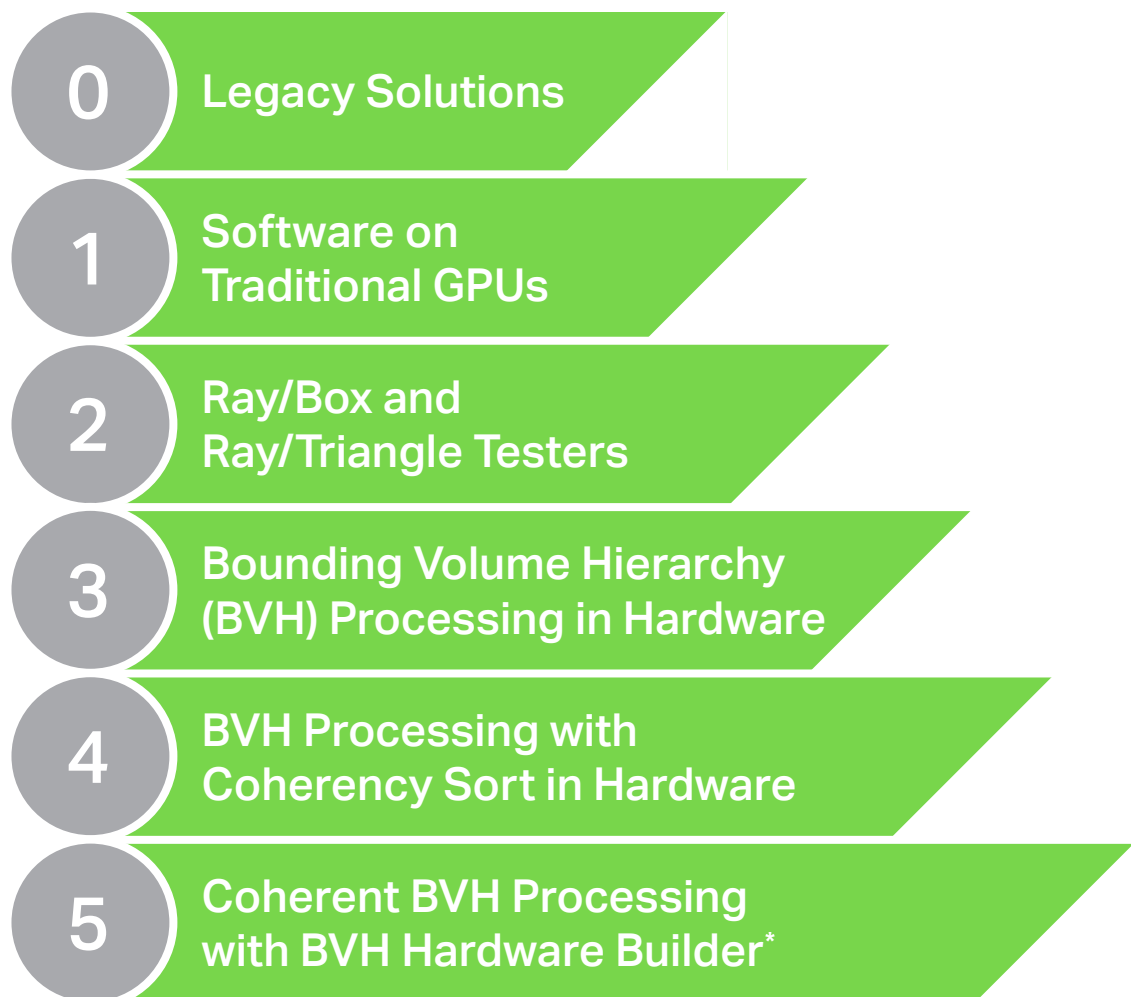 0
Legacy Solutions
1
Software on
Traditional GPUs
2
Ray/Box and
Ray/Triangle Testers
3
Bounding Volume Hierarchy
(BVH) Processing in Hardware
4
BVH Processing with
Coherency Sort in Hardware
5
Coherent BVH Processing
with BVH Hardware Builder*